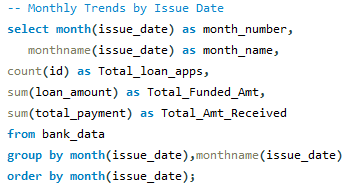 -- Monthly Trends by Issue Date
select month(issue_date) as month_number,
monthname(issue_date) as month_name,
count(id) as Total_loan_apps,
sum(loan_amount) as Total_Funded_Amt,
sum(total_payment) as Total_Amt_Received
from bank_data
group by month(issue_date),monthname(issue_date)
order by month(issue_date);